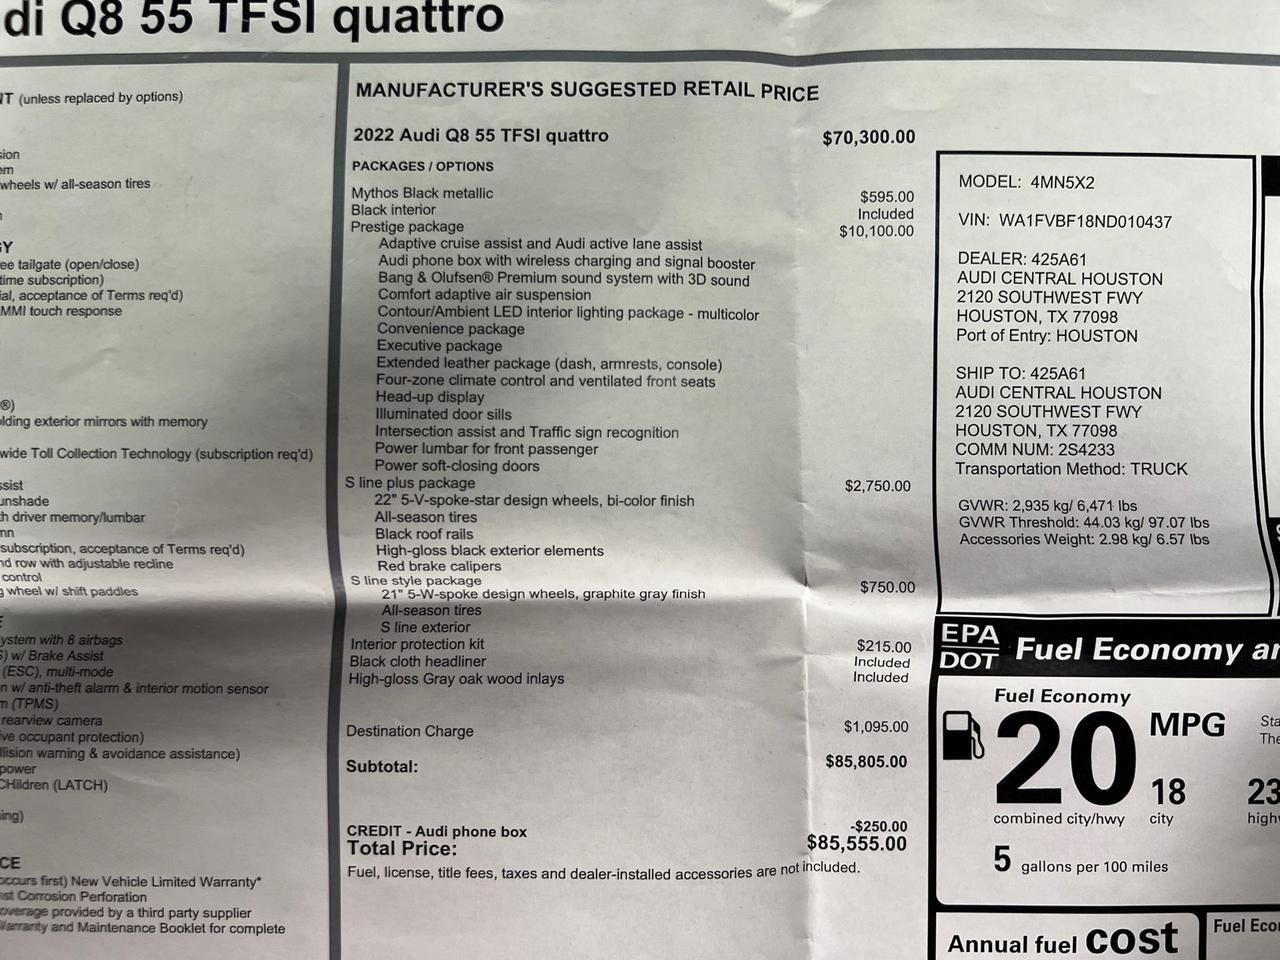 di Q8 55 TFSI quattro
NT (unless replaced by options)
sion
em
wheels w/ all-season tires
GY
ee tailgate (open/close)
time subscription)
ial, acceptance of Terms req'd)
MMI touch response
®)
olding exterior mirrors with memory
wide Toll Collection Technology (subscription req'd)
ssist
unshade
th driver memory/lumbar
mn
subscription, acceptance of Terms req'd)
nd row with adjustable recline
control
g wheel w/ shift paddles
E
ystem with 8 airbags
S) w/ Brake Assist
(ESC), multi-mode
n w/ anti-theft alarm & interior motion sensor
m (TPMS)
rearview camera
ive occupant protection)
llision warning & avoidance assistance)
power
CHildren (LATCH)
ing)
CE
occurs first) New Vehicle Limited Warranty*
st Corrosion Perforation
overage provided by a third party supplier
Warranty and Maintenance Booklet for complete
MANUFACTURER'S SUGGESTED RETAIL PRICE
2022 Audi Q8 55 TFSI quattro $70,300.00
PACKAGES / OPTIONS
Mythos Black metallic $595.00
Black interior Included
Prestige package $10,100.00
Adaptive cruise assist and Audi active lane assist
Audi phone box with wireless charging and signal booster
Bang & Olufsen® Premium sound system with 3D sound
Comfort adaptive air suspension
Contour/Ambient LED interior lighting package - multicolor
Convenience package
Executive package
Extended leather package (dash, armrests, console)
Four-zone climate control and ventilated front seats
Head-up display
Illuminated door sills
Intersection assist and Traffic sign recognition
Power lumbar for front passenger
Power soft-closing doors
S line plus package $2,750.00
22" 5-V-spoke-star design wheels, bi-color finish
All-season tires
Black roof rails
High-gloss black exterior elements
Red brake calipers
S line style package $750.00
21" 5-W-spoke design wheels, graphite gray finish
All-season tires
S line exterior
Interior protection kit $215.00
Black cloth headliner Included
High-gloss Gray oak wood inlays Included
Destination Charge $1,095.00
Subtotal: $85,805.00
CREDIT - Audi phone box -$250.00
Total Price: $85,555.00
Fuel, license, title fees, taxes and dealer-installed accessories are not included.
MODEL: 4MN5X2
VIN: WA1FVBF18ND010437
DEALER: 425A61
AUDI CENTRAL HOUSTON
2120 SOUTHWEST FWY
HOUSTON, TX 77098
Port of Entry: HOUSTON
SHIP TO: 425A61
AUDI CENTRAL HOUSTON
2120 SOUTHWEST FWY
HOUSTON, TX 77098
COMM NUM: 2S4233
Transportation Method: TRUCK
GVWR: 2,935 kg/ 6,471 lbs
GVWR Threshold: 44.03 kg/ 97.07 lbs
Accessories Weight: 2.98 kg/ 6.57 lbs
EPA
DOT
Fuel Economy an
Fuel Economy
20 MPG
18 23
combined city/hwy city high
Sta
The
5 gallons per 100 miles
Annual fuel cost
Fuel Eco